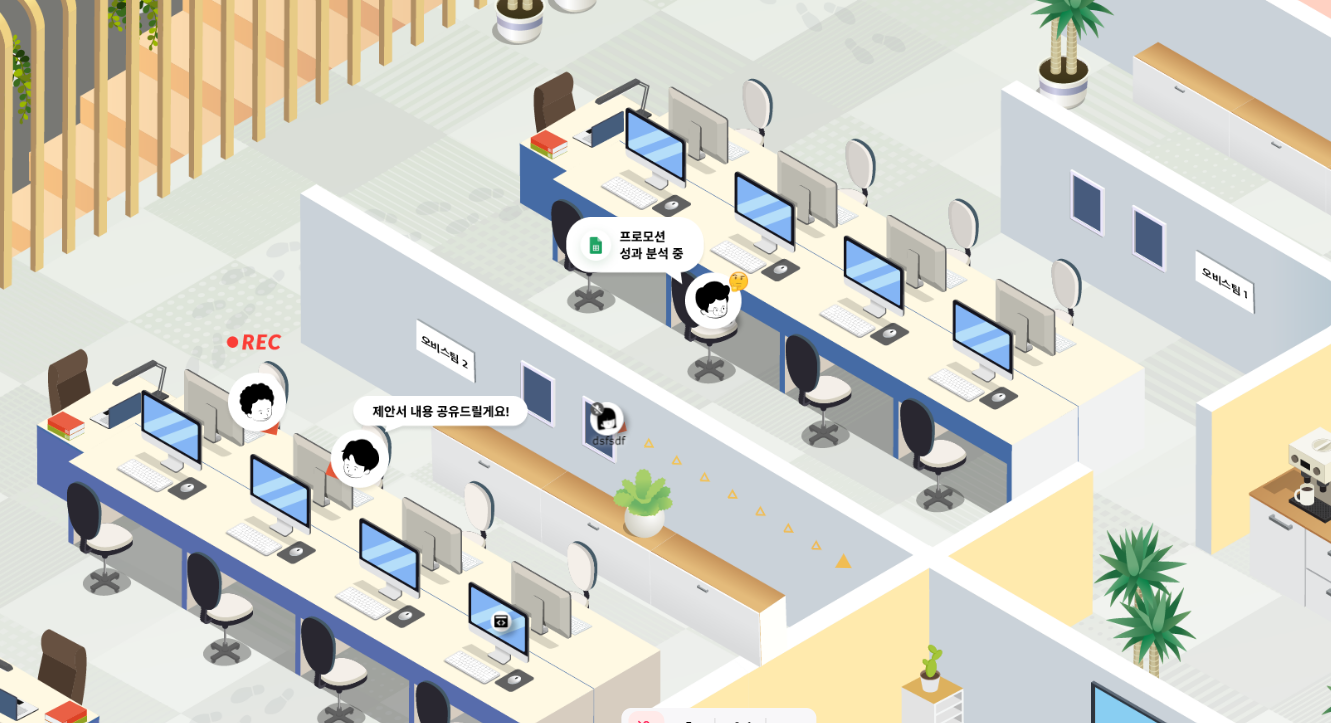 프로모션
성과 분석 중
오비스팀 1
REC
오비스팀 2
제안서 내용 공유드릴게요!
dsfsdf